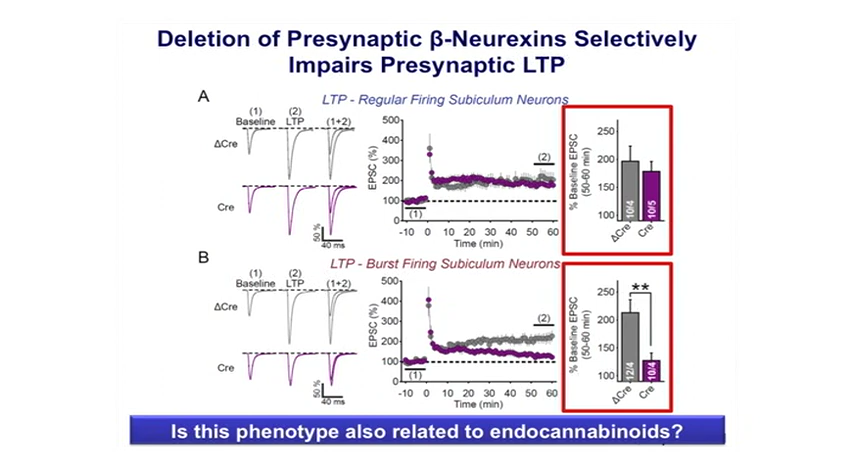 Deletion of Presynaptic β-Neurexins Selectively
Impairs Presynaptic LTP
A
LTP - Regular Firing Subiculum Neurons
(1)
Baseline
(2)
LTP
(1+2)
ΔCre
Cre
50 %
40 ms
EPSC (%)
500
400
300
200
100
0
(1)
(2)
-10 0 10 20 30 40 50 60
Time (min)
% Baseline EPSC
(50-60 min)
250
200
150
100
10/4
10/5
ΔCre
Cre
B
LTP - Burst Firing Subiculum Neurons
(1)
Baseline
(2)
LTP
(1+2)
ΔCre
Cre
50 %
40 ms
EPSC (%)
500
400
300
200
100
0
(1)
(2)
-10 0 10 20 30 40 50 60
Time (min)
% Baseline EPSC
(50-60 min)
250
200
150
100
**
12/4
10/4
ΔCre
Cre
Is this phenotype also related to endocannabinoids?